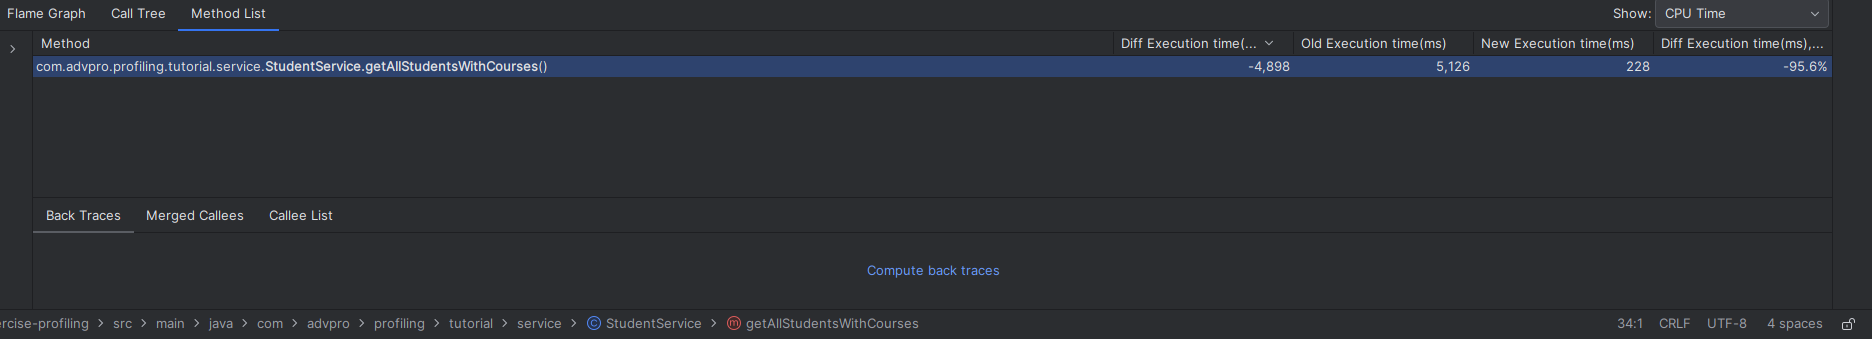 Flame Graph Call Tree Method List Show: CPU Time
Method Diff Execution time(... Old Execution time(ms) New Execution time(ms) Diff Execution time(ms),...
com.advpro.profiling.tutorial.service.StudentService.getAllStudentsWithCourses() -4,898 5,126 228 -95.6%
Back Traces Merged Callees Callee List
Compute back traces
rcise-profiling > src > main > java > com > advpro > profiling > tutorial > service > StudentService > getAllStudentsWithCourses 34:1 CRLF UTF-8 4 spaces